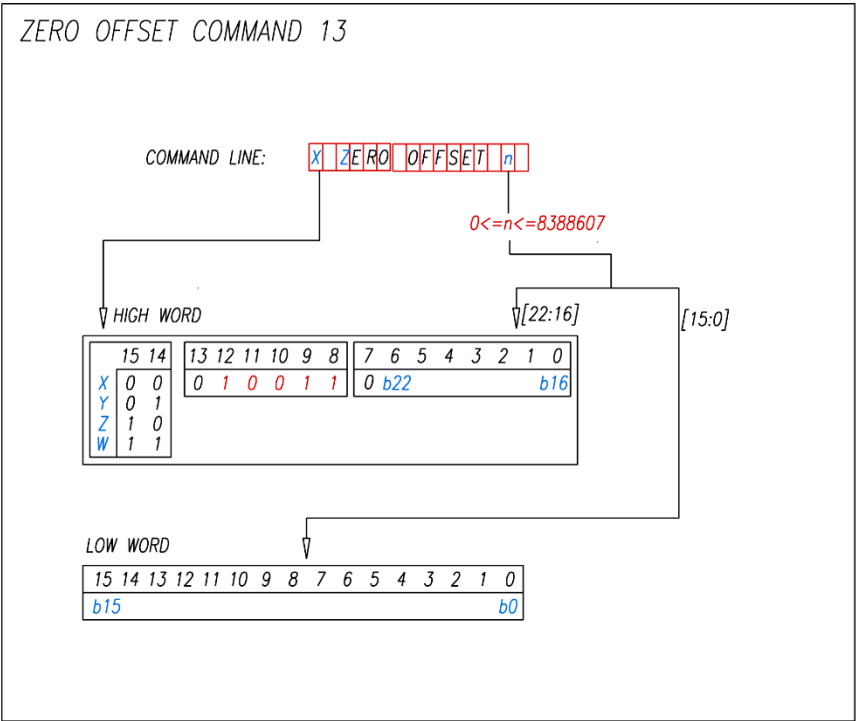 ZERO OFFSET COMMAND 13
COMMAND LINE: X ZERO OFFSET n
0<=n<=8388607
HIGH WORD [22:16] [15:0]
15 14 13 12 11 10 9 8 7 6 5 4 3 2 1 0
X 0 0 0 1 0 0 1 1 0 b22 b16
Y 0 1
Z 1 0
W 1 1
LOW WORD
15 14 13 12 11 10 9 8 7 6 5 4 3 2 1 0
b15 b0